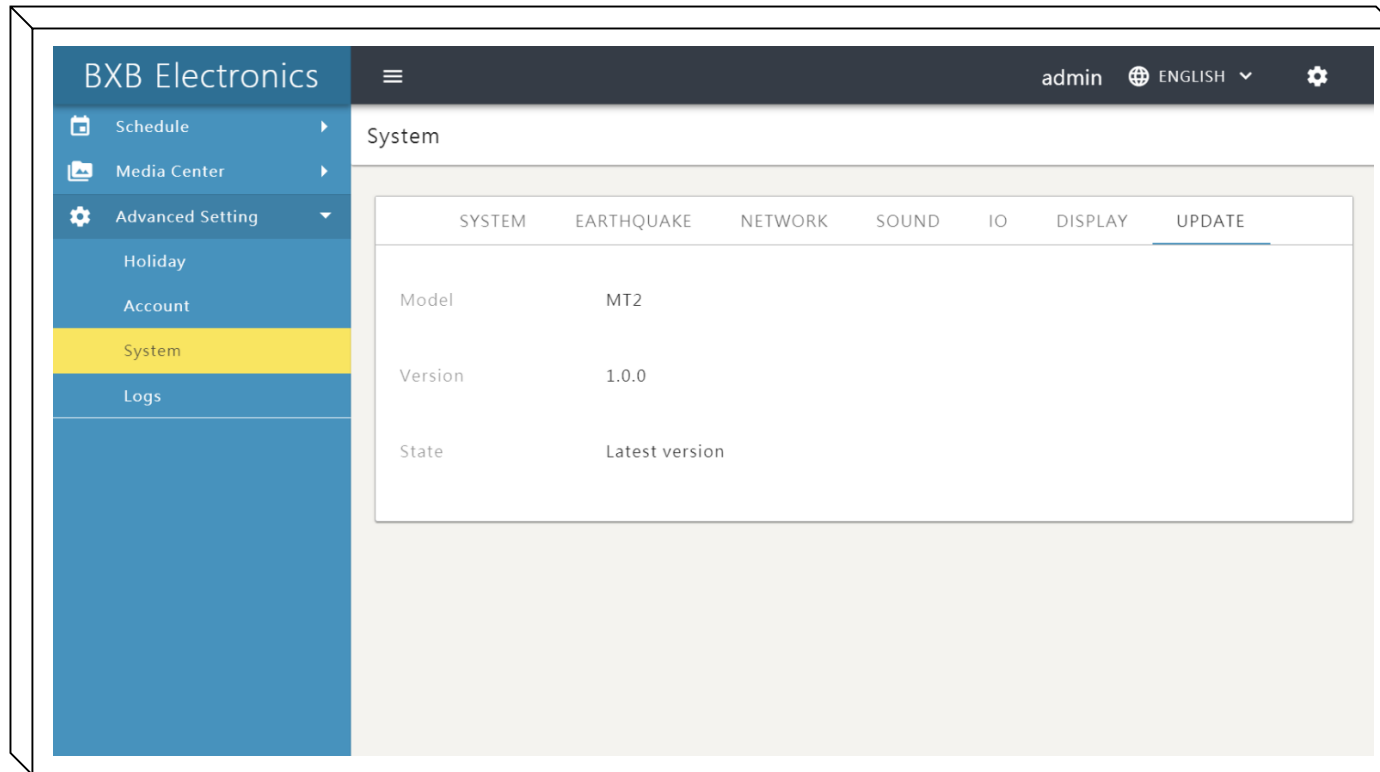 BXB Electronics
admin ENGLISH
Schedule
Media Center
Advanced Setting
Holiday
Account
System
Logs
System
SYSTEM EARTHQUAKE NETWORK SOUND IO DISPLAY UPDATE
Model MT2
Version 1.0.0
State Latest version